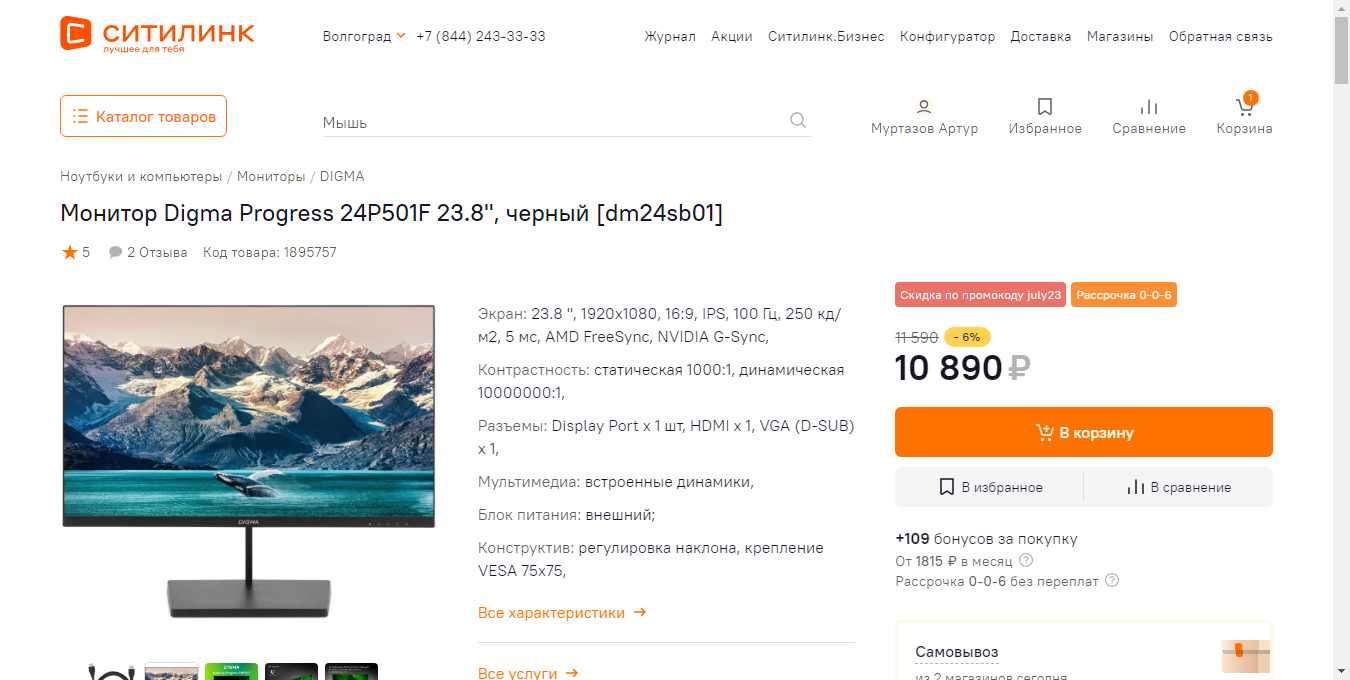 СИТИЛИНК
лучшее для тебя
Волгоград
+7 (844) 243-33-33
Журнал
Акции
Ситилинк.Бизнес
Конфигуратор
Доставка
Магазины
Обратная связь
Каталог товаров
Мышь
Муртазов Артур
Избранное
Сравнение
1
Корзина
Ноутбуки и компьютеры / Мониторы / DIGMA
Монитор Digma Progress 24P501F 23.8", черный [dm24sb01]
5
2 Отзыва
Код товара: 1895757
DIGMA
Экран: 23.8 ", 1920x1080, 16:9, IPS, 100 Гц, 250 кд/
м2, 5 мс, AMD FreeSync, NVIDIA G-Sync,
Контрастность: статическая 1000:1, динамическая
10000000:1,
Разъемы: Display Port x 1 шт, HDMI x 1, VGA (D-SUB)
x 1,
Мультимедиа: встроенные динамики,
Блок питания: внешний;
Конструктив: регулировка наклона, крепление
VESA 75x75,
Все характеристики
Все услуги
Скидка по промокоду july23
Рассрочка 0-0-6
11 590
- 6%
10 890 ₽
В корзину
В избранное
В сравнение
+109 бонусов за покупку
От 1815 ₽ в месяц
Рассрочка 0-0-6 без переплат
Самовывоз
из 2 магазинов сегодня
DIGMA